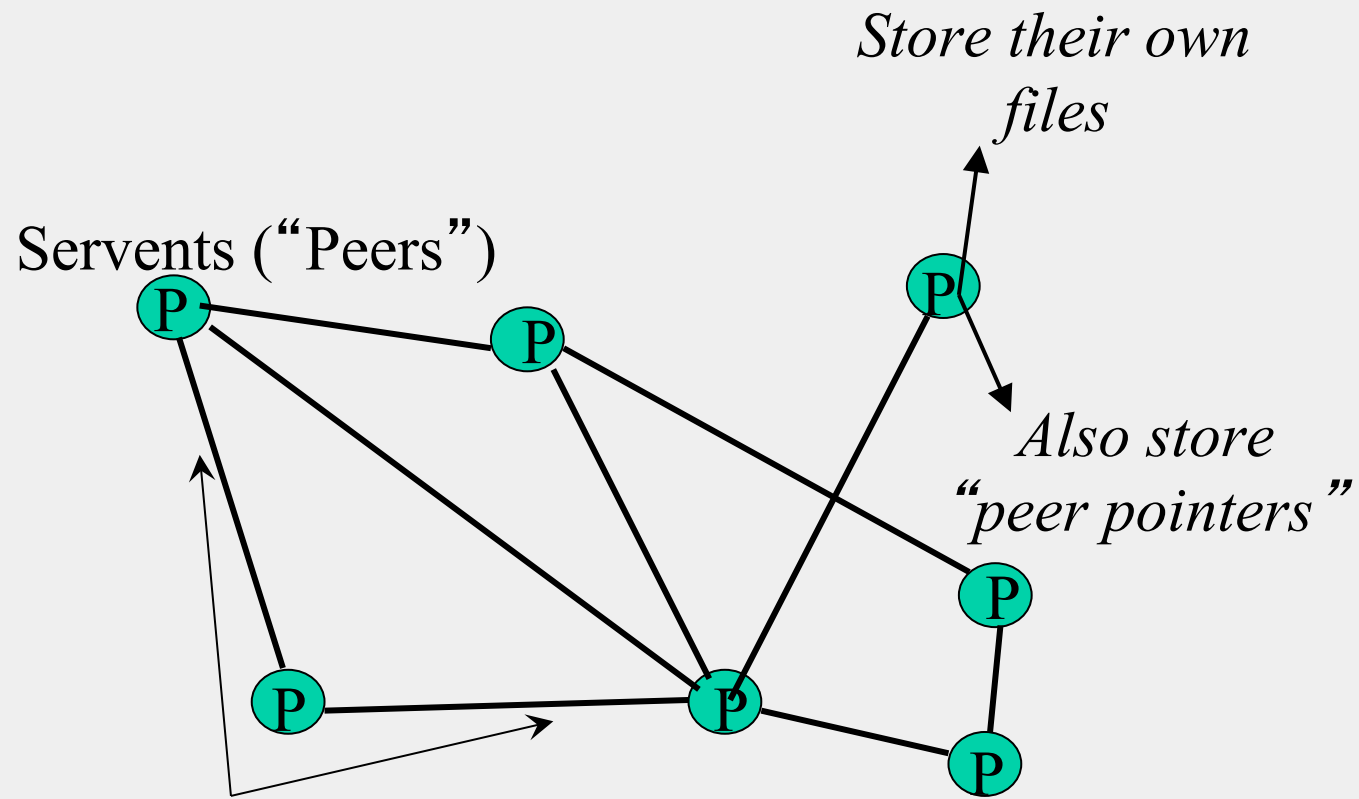 Store their own
files
Servents (“Peers”)
P
P
P
Also store
“peer pointers”
P
P
P
P